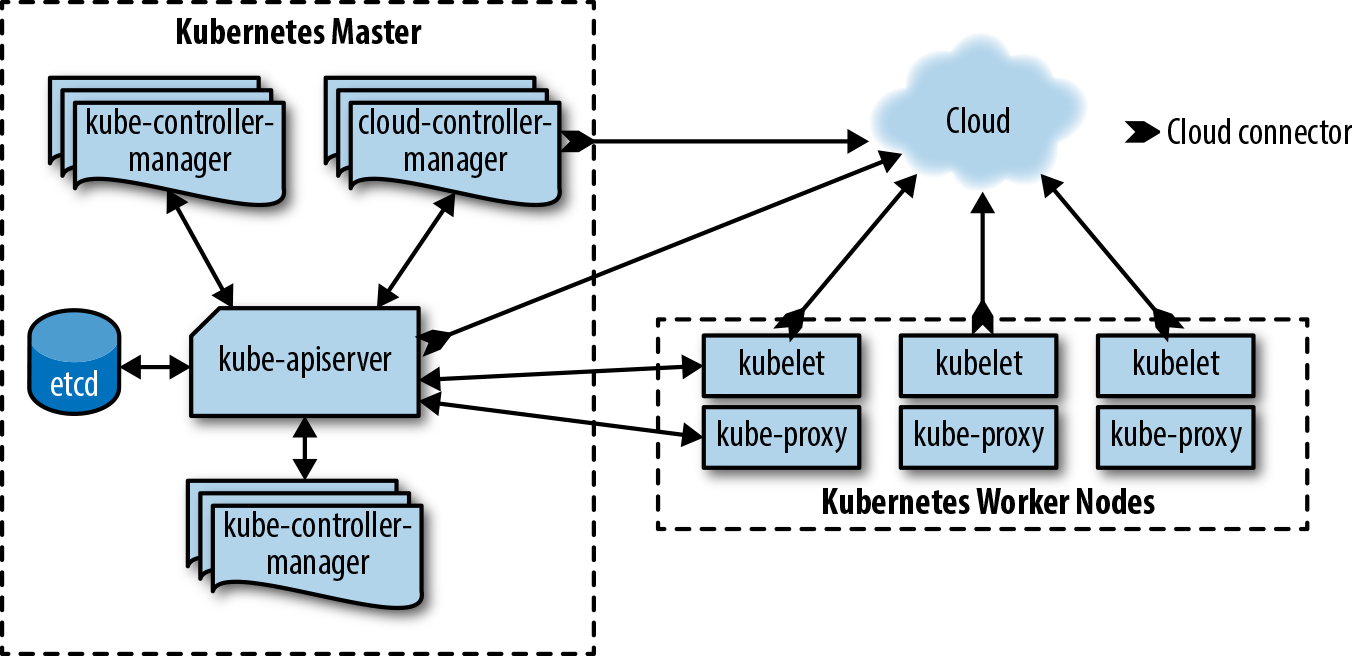 Kubernetes Master
kube-controller-
manager
cloud-controller-
manager
Cloud
Cloud connector
etcd
kube-apiserver
kubelet
kubelet
kubelet
kube-proxy
kube-proxy
kube-proxy
Kubernetes Worker Nodes
kube-controller-
manager